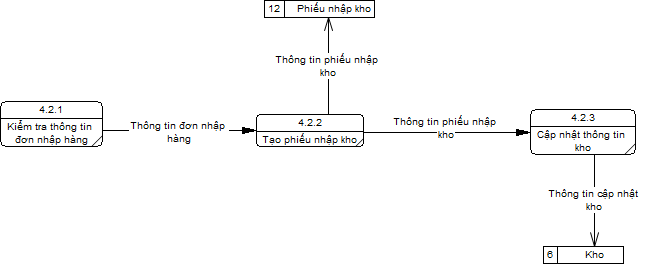 12 Phiếu nhập kho
Thông tin phiếu nhập
kho
4.2.1
Kiểm tra thông tin
đơn nhập hàng
Thông tin đơn nhập
hàng
4.2.2
Tạo phiếu nhập kho
Thông tin phiếu nhập
kho
4.2.3
Cập nhật thông tin
kho
Thông tin cập nhật
kho
6 Kho